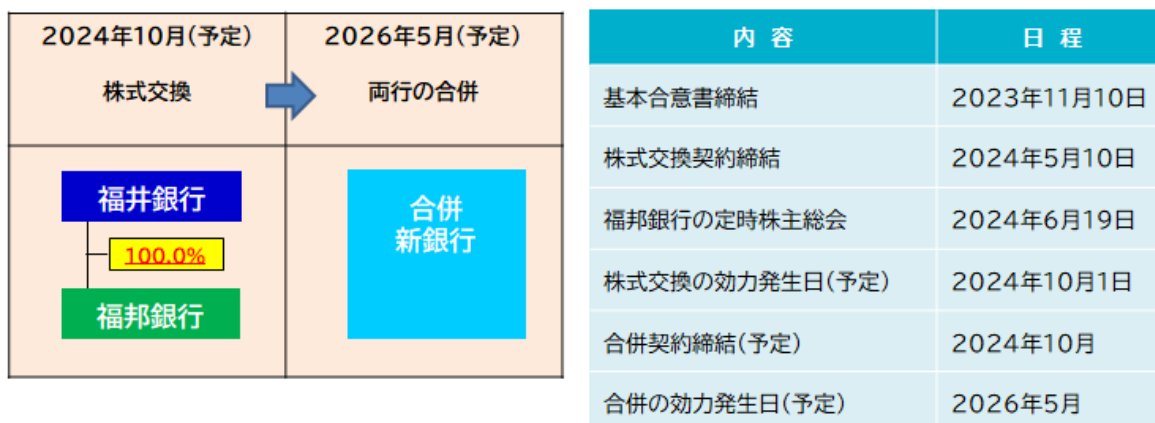 2024年10月(予定)
株式交換
2026年5月(予定)
両行の合併
福井銀行
100.0%
福邦銀行
合併
新銀行
内 容 日 程
基本合意書締結 2023年11月10日
株式交換契約締結 2024年5月10日
福邦銀行の定時株主総会 2024年6月19日
株式交換の効力発生日(予定) 2024年10月1日
合併契約締結(予定) 2024年10月
合併の効力発生日(予定) 2026年5月